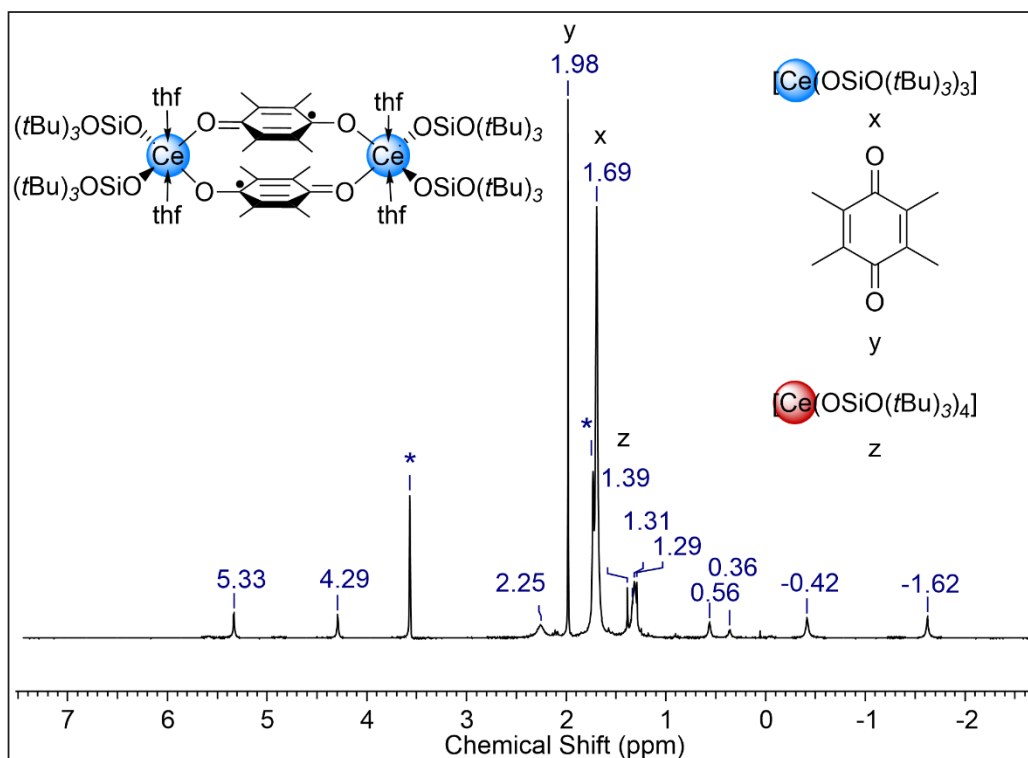 y
1.98
x
1.69
*
z
1.39
1.31
1.29
*
5.33
4.29
2.25
0.56
0.36
-0.42
-1.62
thf
thf
(tBu)₃OSiO
O
O
OSiO(tBu)₃
Ce
Ce
(tBu)₃OSiO
O
O
OSiO(tBu)₃
thf
thf
[Ce(OSiO(tBu)₃)₃]
x
O
O
y
[Ce(OSiO(tBu)₃)₄]
z
7 6 5 4 3 2 1 0 -1 -2
Chemical Shift (ppm)